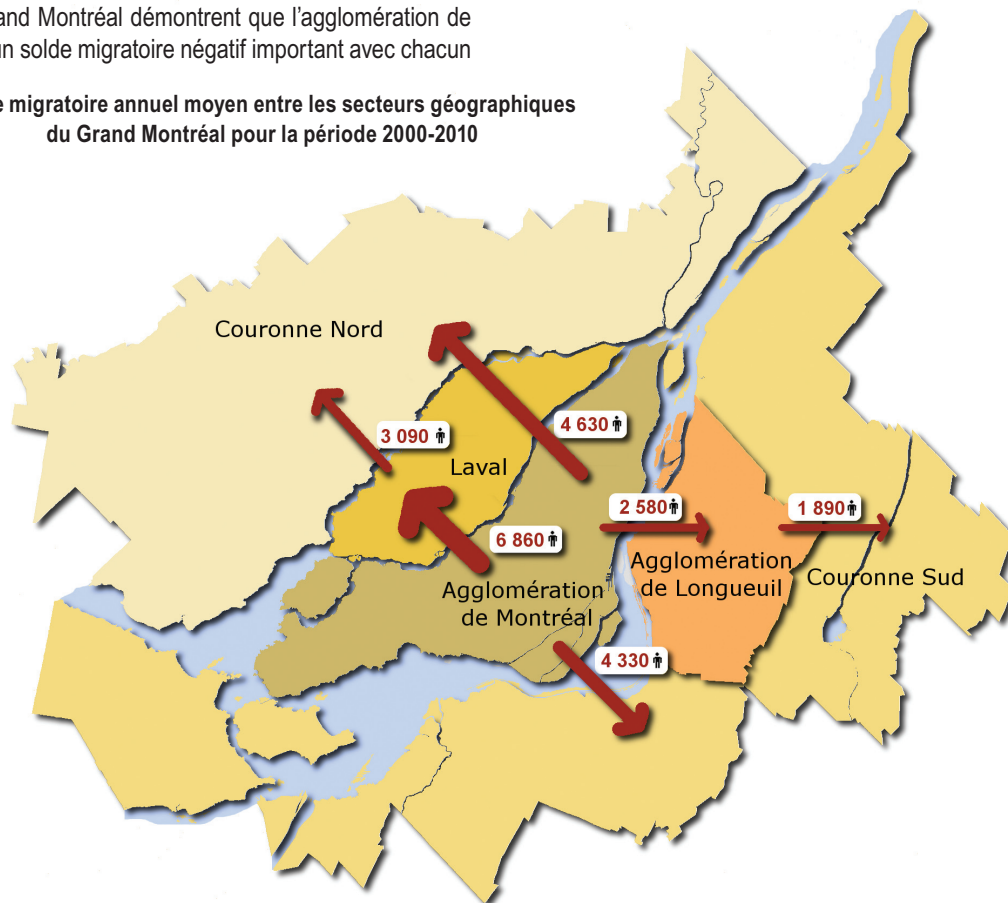 and Montréal démontrent que l'agglomération de
un solde migratoire négatif important avec chacun
migratoire annuel moyen entre les secteurs géographiques
du Grand Montréal pour la période 2000-2010
Couronne Nord
3 090
4 630
Laval
2 580
1 890
6 860
Agglomération
de Longueuil
Couronne Sud
Agglomération
de Montréal
4 330